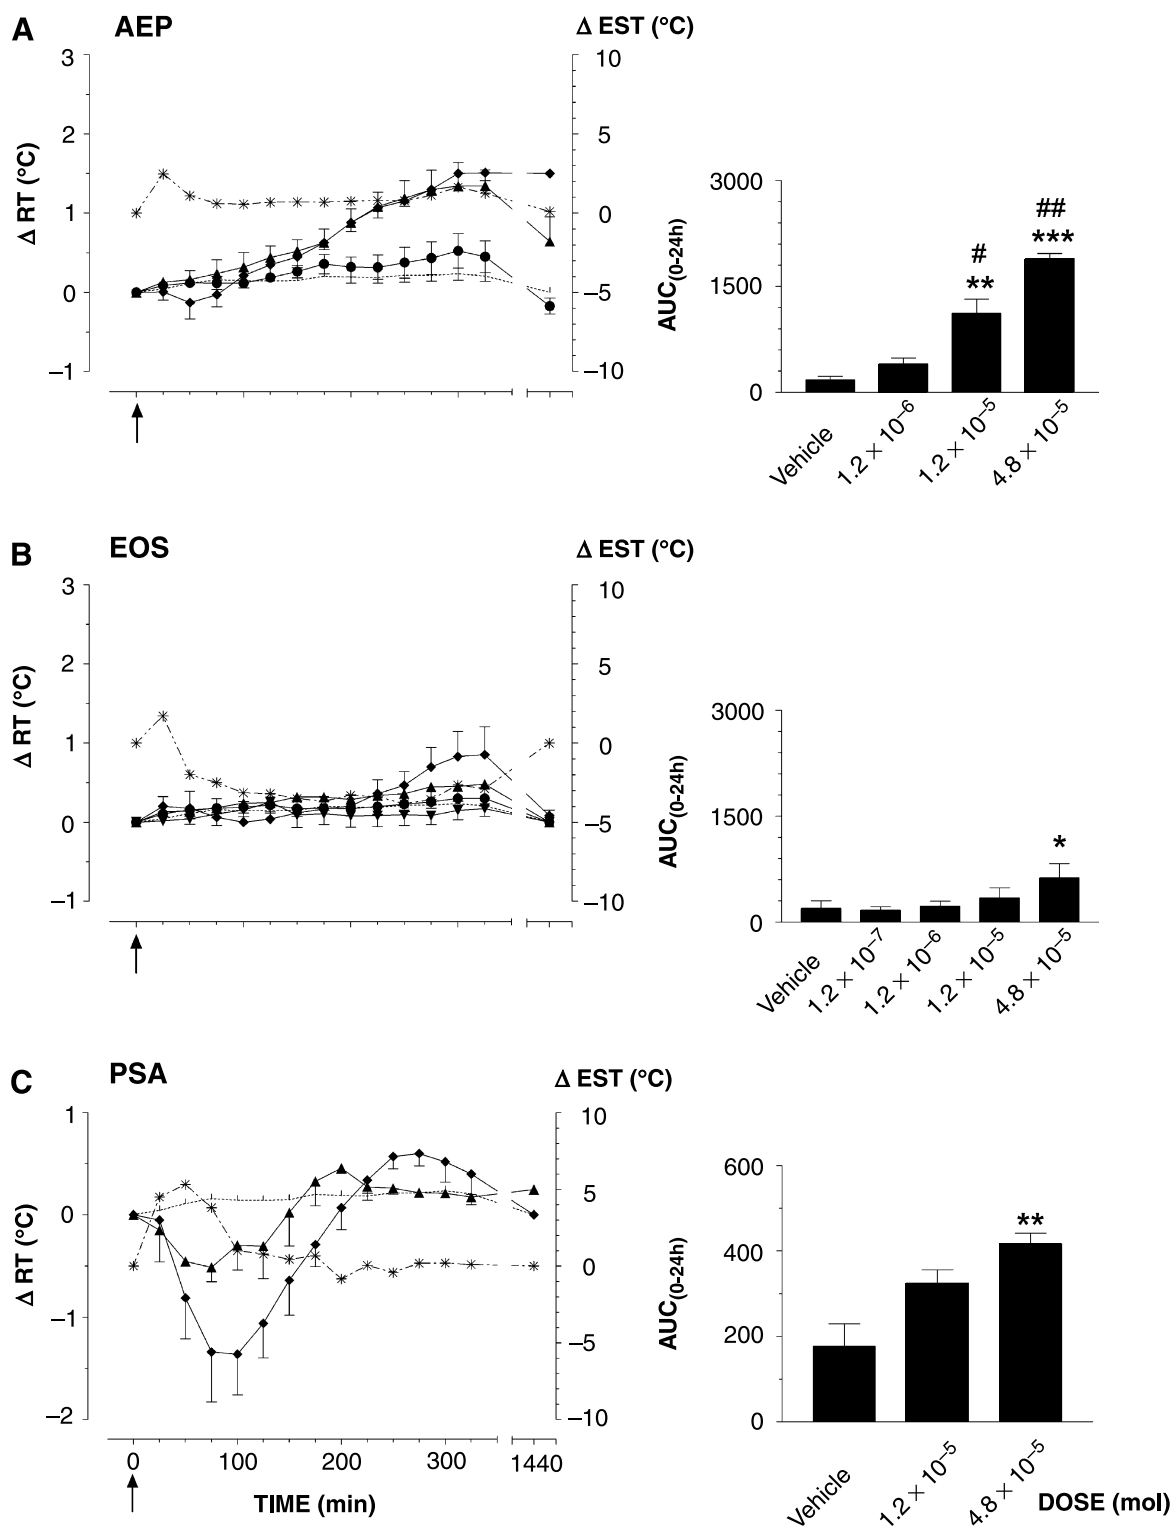 A
AEP
Δ EST (°C)
3
2
1
0
−1
Δ RT (°C)
10
5
0
−5
−10
3000
1500
0
AUC(0-24h)
#
**
##
***
Vehicle
1.2 × 10−6
1.2 × 10−5
4.8 × 10−5
B
EOS
Δ EST (°C)
3
2
1
0
−1
Δ RT (°C)
10
5
0
−5
−10
3000
1500
0
AUC(0-24h)
*
Vehicle
1.2 × 10−7
1.2 × 10−6
1.2 × 10−5
4.8 × 10−5
C
PSA
Δ EST (°C)
1
0
−1
−2
Δ RT (°C)
10
5
0
−5
−10
0
100
200
300
1440
TIME (min)
600
400
200
0
AUC(0-24h)
**
Vehicle
1.2 × 10−5
4.8 × 10−5
DOSE (mol)